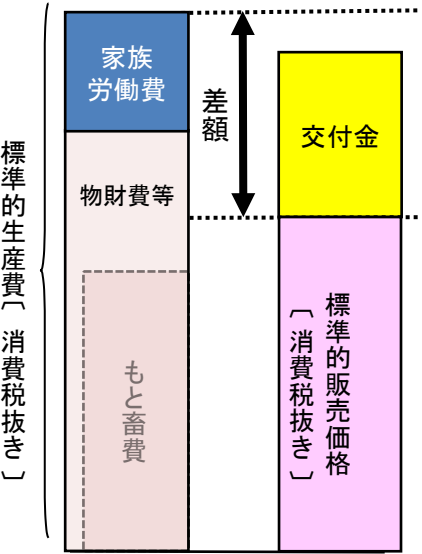 標準的生産費〔消費税抜き〕
家族
労働費
物財費等
もと畜費
差額
交付金
標準的販売価格
〔消費税抜き〕